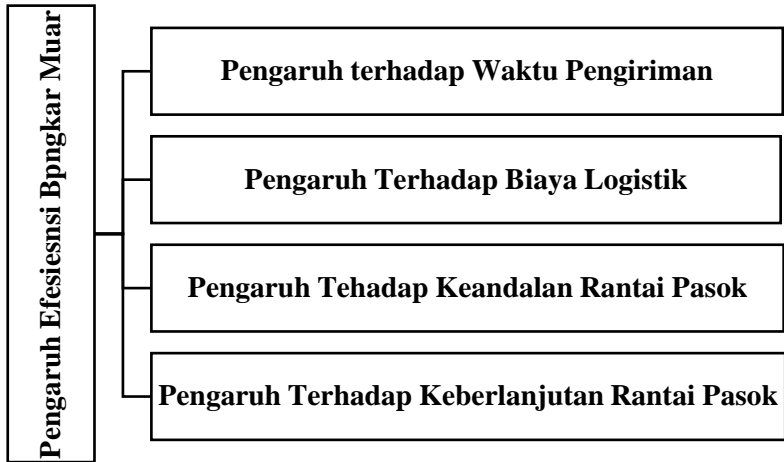 Pengaruh Efesiesnsi Bpngkar Muar
Pengaruh terhadap Waktu Pengiriman
Pengaruh Terhadap Biaya Logistik
Pengaruh Tehadap Keandalan Rantai Pasok
Pengaruh Terhadap Keberlanjutan Rantai Pasok